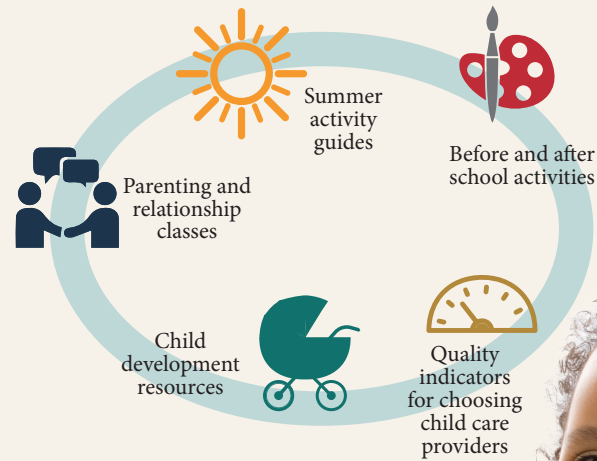 Summer
activity
guides
Before and after
school activities
Parenting and
relationship
classes
Child
development
resources
Quality
indicators
for choosing
child care
providers